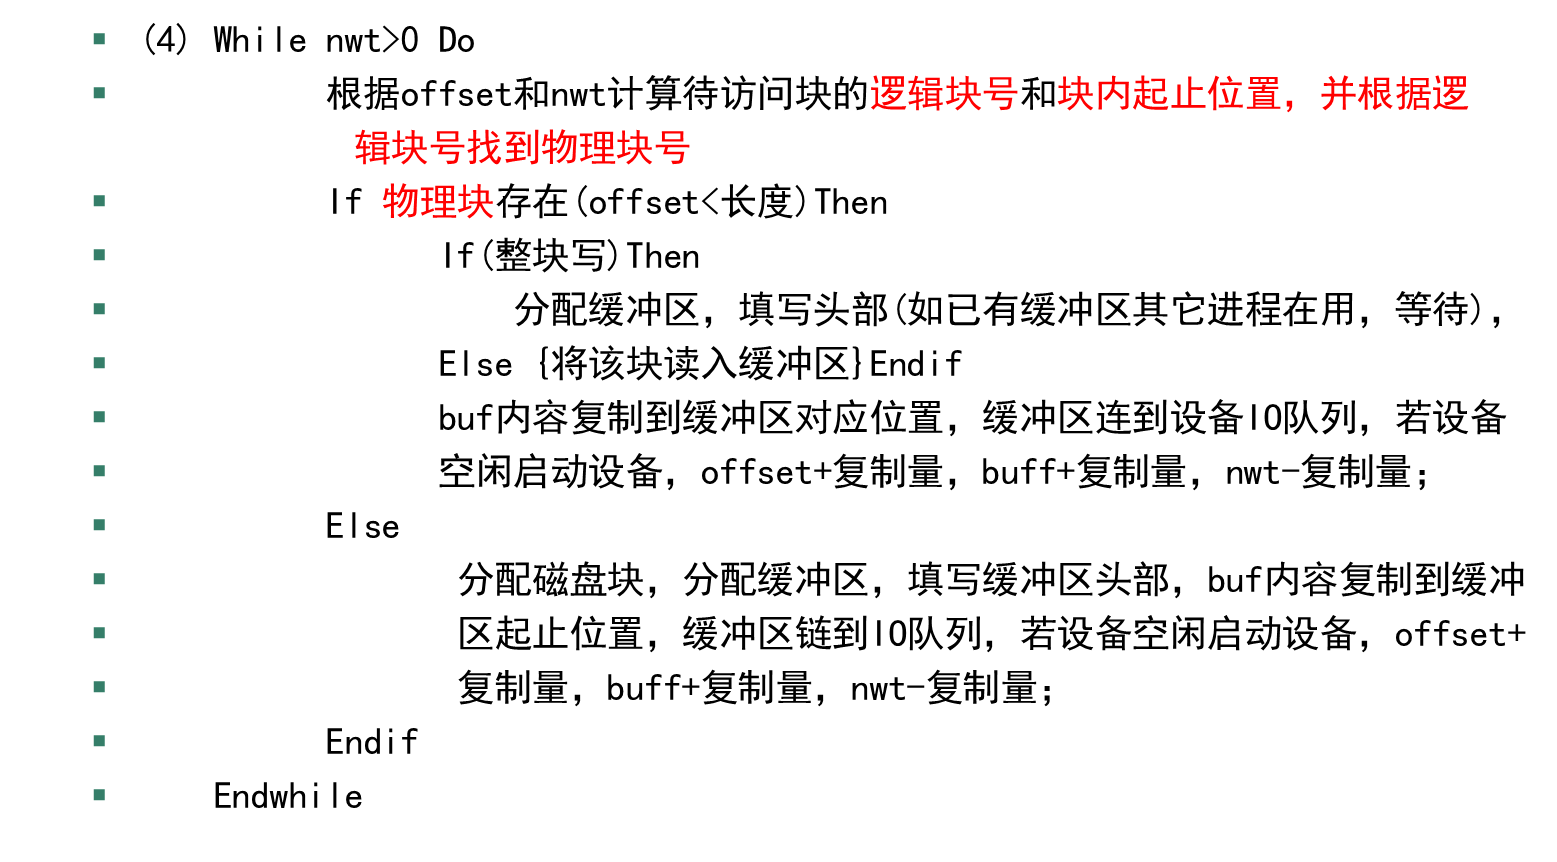 (4) While nwt>0 Do
根据offset和nwt计算待访问块的逻辑块号和块内起止位置，并根据逻
辑块号找到物理块号
If 物理块存在(offset<长度)Then
If(整块写)Then
分配缓冲区，填写头部(如已有缓冲区其它进程在用，等待)，
Else {将该块读入缓冲区}Endif
buf内容复制到缓冲区对应位置，缓冲区连到设备IO队列，若设备
空闲启动设备，offset+复制量，buff+复制量，nwt-复制量；
Else
分配磁盘块，分配缓冲区，填写缓冲区头部，buf内容复制到缓冲
区起止位置，缓冲区链到IO队列，若设备空闲启动设备，offset+
复制量，buff+复制量，nwt-复制量；
Endif
Endwhile